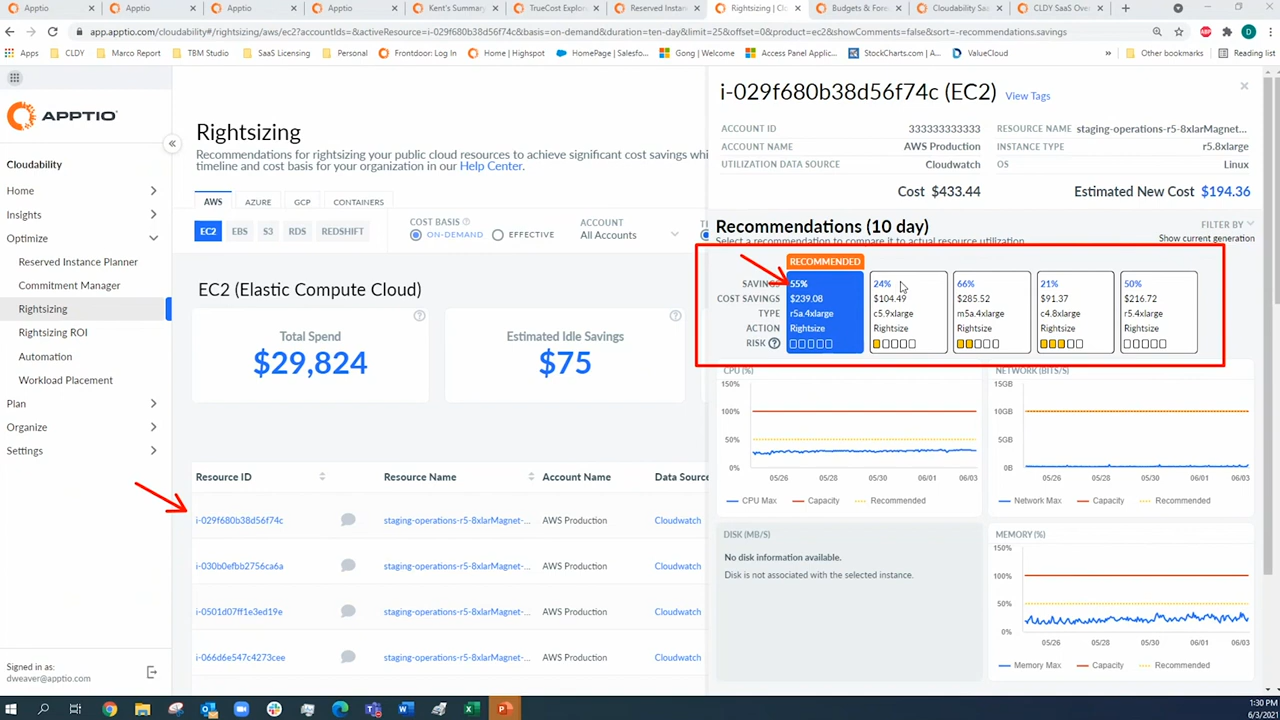 Apptio
Apptio
Apptio
Apptio
Kent's Summary
TrueCost Explor
Reserved Instan
Rightsizing | Clo
Budgets & Fore
Cloudability Saa
CLDY SaaS Over
app.apptio.com/cloudability#/rightsizing/aws/ec2?accountIds=&activeResource=i-029f680b38d56f74c&basis=on-demand&duration=ten-day&limit=25&offset=0&product=ec2&showComments=false&sort=-recommendations.savings
Apps
CLDY
Marco Report
TBM Studio
SaaS Licensing
Personal
Frontdoor: Log In
Home | Highspot
HomePage | Salesfo...
Gong | Welcome
Access Panel Applic...
StockCharts.com | A...
ValueCloud
»
Other bookmarks
Reading list
APPTIO
Cloudability
Home
Insights
Optimize
Reserved Instance Planner
Commitment Manager
Rightsizing
Rightsizing ROI
Automation
Workload Placement
Plan
Organize
Settings
Signed in as:
dweaver@apptio.com
Rightsizing
Recommendations for rightsizing your public cloud resources to achieve significant cost savings whi
timeline and cost basis for your organization in our Help Center.
AWS AZURE GCP CONTAINERS
EC2 EBS S3 RDS REDSHIFT
COST BASIS
ON-DEMAND EFFECTIVE
ACCOUNT
All Accounts
EC2 (Elastic Compute Cloud)
Total Spend
$29,824
Estimated Idle Savings
$75
Resource ID Resource Name Account Name Data Source
i-029f680b38d56f74c staging-operations-r5-8xlarMagnet-... AWS Production Cloudwatch
i-030b0efbb2756ca6a staging-operations-r5-8xlarMagnet-... AWS Production Cloudwatch
i-0501d07ff1e3ed19e staging-operations-r5-8xlarMagnet-... AWS Production Cloudwatch
i-066d6e547c4273cee staging-operations-r5-8xlarMagnet-... AWS Production Cloudwatch
i-029f680b38d56f74c (EC2) View Tags
ACCOUNT ID 333333333333 RESOURCE NAME staging-operations-r5-8xlarMagnet...
ACCOUNT NAME AWS Production INSTANCE TYPE r5.8xlarge
UTILIZATION DATA SOURCE Cloudwatch OS Linux
Cost $433.44 Estimated New Cost $194.36
Recommendations (10 day)
FILTER BY
Select a recommendation to compare it to actual resource utilization
Show current generation
RECOMMENDED
SAVINGS 55% 24% 66% 21% 50%
COST SAVINGS $239.08 $104.49 $285.52 $91.37 $216.72
TYPE r5a.4xlarge c5.9xlarge m5a.4xlarge c4.8xlarge r5.4xlarge
ACTION Rightsize Rightsize Rightsize Rightsize Rightsize
RISK
CPU (%)
150%
100%
50%
0%
05/26 05/28 05/30 06/01 06/03
CPU Max Capacity Recommended
NETWORK (BITS/S)
15GB
10GB
5GB
0B
05/26 05/28 05/30 06/01 06/03
Network Max Capacity Recommended
DISK (MB/S)
No disk information available.
Disk is not associated with the selected instance.
MEMORY (%)
150%
100%
50%
0%
05/26 05/28 05/30 06/01 06/03
Memory Max Capacity Recommended
1:30 PM
6/3/2021